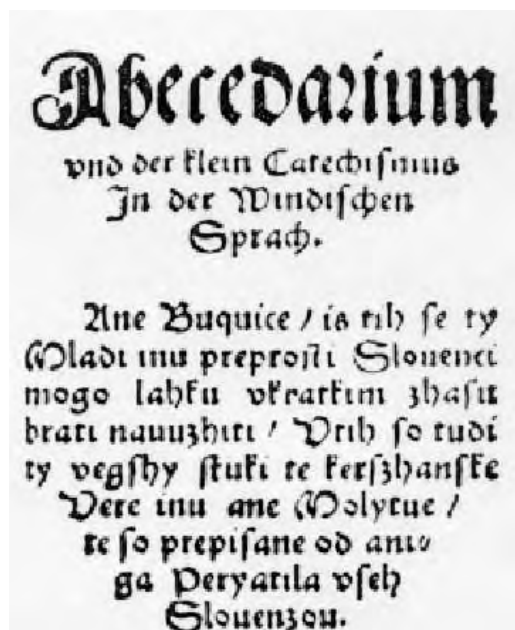 Abecedarium
vnd der klein Catechismus
In der Windischen
Sprach.
Ane Buquice / is tih se ty
Mladi inu preprosti Slouenci
mogo lahku vkratkim zhasu
brati nauuzhiti / Vtih so tudi
ty vegshy stuki te kerszhanske
Vere inu ane Molytue /
te so prepisane od aniga
ga Peryatila vseh
Slouenzou.